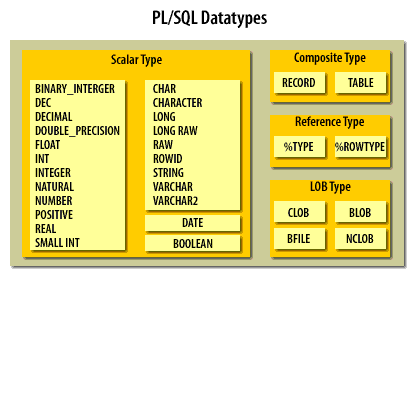 PL/SQL Datatypes
Scalar Type
BINARY_INTERGER
DEC
DECIMAL
DOUBLE_PRECISION
FLOAT
INT
INTEGER
NATURAL
NUMBER
POSITIVE
REAL
SMALL INT
CHAR
CHARACTER
LONG
LONG RAW
RAW
ROWID
STRING
VARCHAR
VARCHAR2
DATE
BOOLEAN
Composite Type
RECORD
TABLE
Reference Type
%TYPE
%ROWTYPE
LOB Type
CLOB
BLOB
BFILE
NCLOB